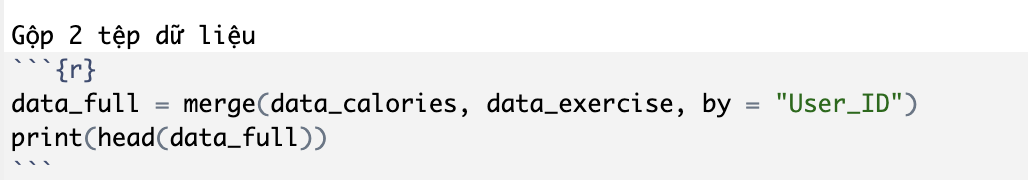 Gộp 2 tệp dữ liệu
```{r}
data_full = merge(data_calories, data_exercise, by = "User_ID")
print(head(data_full))
```